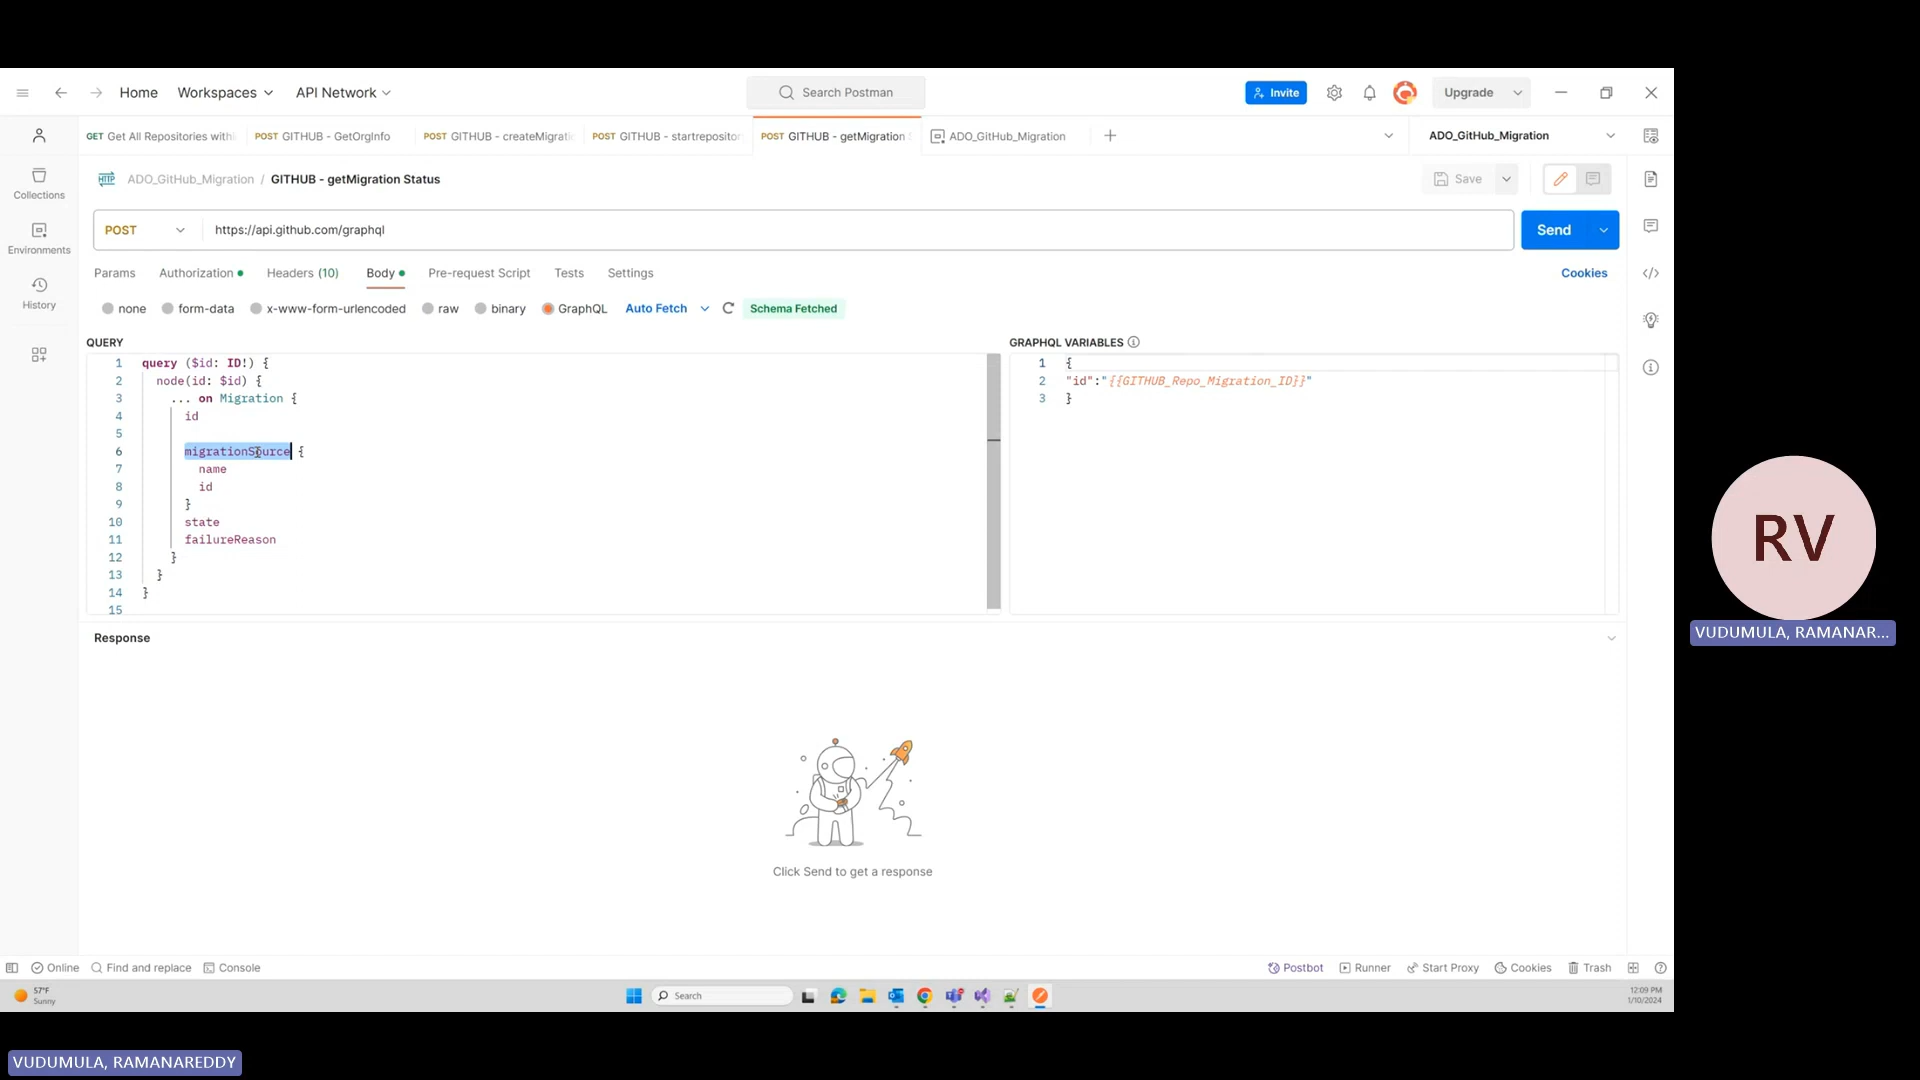 Home Workspaces API Network Search Postman Invite Upgrade
GET Get All Repositories with POST GITHUB - GetOrgInfo POST GITHUB - createMigrati POST GITHUB - startrepositor POST GITHUB - getMigration S ADO_GitHub_Migration ADO_GitHub_Migration
ADO_GitHub_Migration / GITHUB - getMigration Status Save
HTTP
Collections
Environments
History
POST https://api.github.com/graphql Send
Params Authorization Headers (10) Body Pre-request Script Tests Settings Cookies
none form-data x-www-form-urlencoded raw binary GraphQL Auto Fetch Schema Fetched
QUERY
1 query ($id: ID!) {
2 node(id: $id) {
3 ... on Migration {
4 id
5
6 migrationSource {
7 name
8 id
9 }
10 state
11 failureReason
12 }
13 }
14 }
15
GRAPHQL VARIABLES
1 {
2 "id":"{{GITHUB_Repo_Migration_ID}}"
3 }
Response
Click Send to get a response
Online Find and replace Console Postbot Runner Start Proxy Cookies Trash
57°F
Sunny
Search
12:09 PM
1/10/2024
RV
VUDUMULA, RAMANAR...
VUDUMULA, RAMANAREDDY